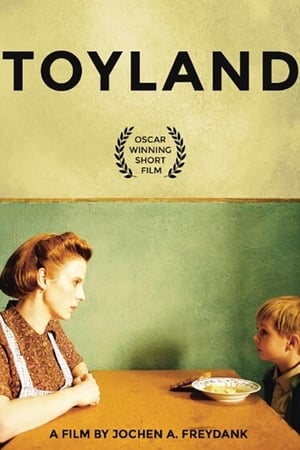 TOYLAND
OSCAR
WINNING
SHORT
FILM
A FILM BY JOCHEN A. FREYDANK